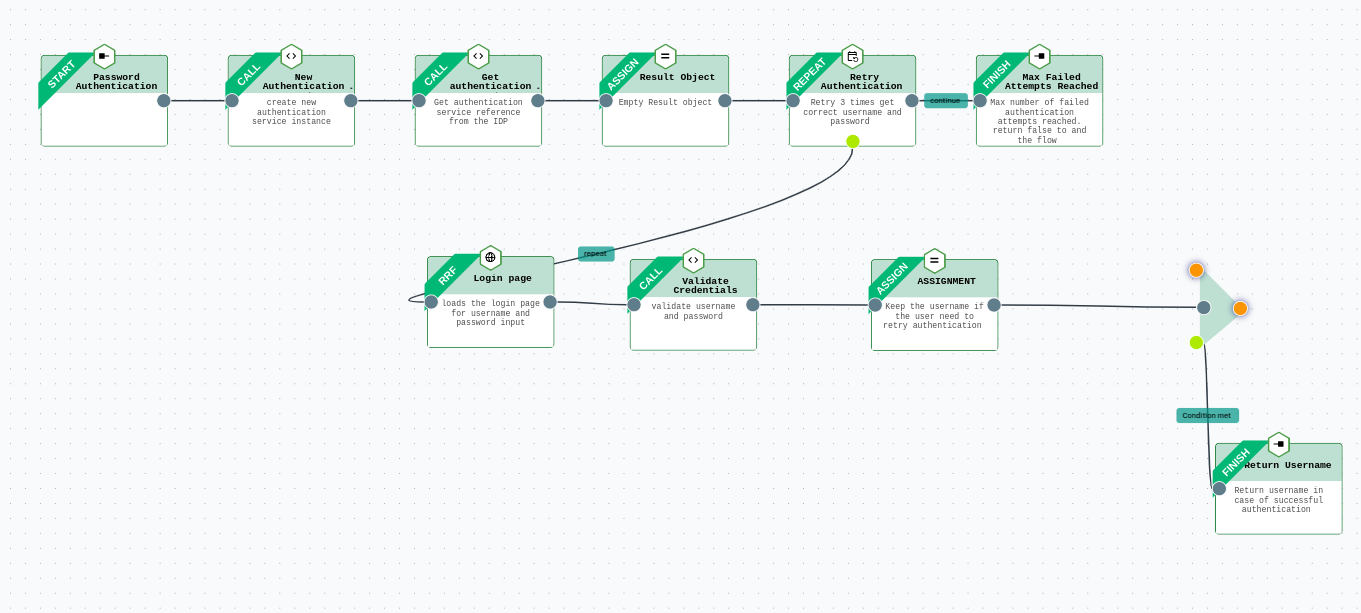 START
Password
Authentication
CALL
New
Authentication .
create new
authentication
service instance
CALL
Get
authentication .
Get authentication
service reference
from the IDP
ASSIGN
Result Object
Empty Result object
REPEAT
Retry
Authentication
Retry 3 times get
correct username and
password
continue
FINISH
Max Failed
Attempts Reached
Max number of failed
authentication
attempts reached.
return false to and
the flow
repeat
RRF
Login page
loads the login page
for username and
password input
CALL
Validate
Credentials
validate username
and password
ASSIGN
ASSIGNMENT
Keep the username if
the user need to
retry authentication
Condition met
FINISH
Return Username
Return username in
case of successful
authentication